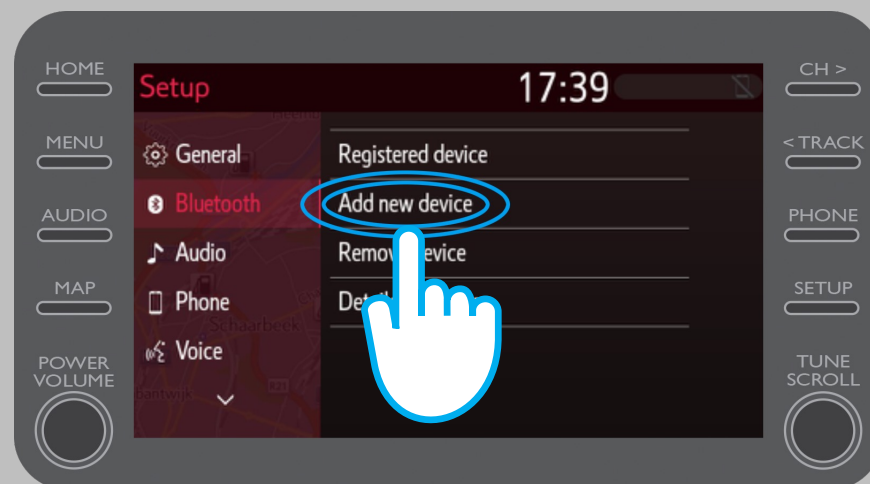 HOME
MENU
AUDIO
MAP
POWER
VOLUME
Setup
17:39
General
Bluetooth
Audio
Phone
Voice
Registered device
Add new device
Remov evice
Det
Schaarbeek
CH >
< TRACK
PHONE
SETUP
TUNE
SCROLL